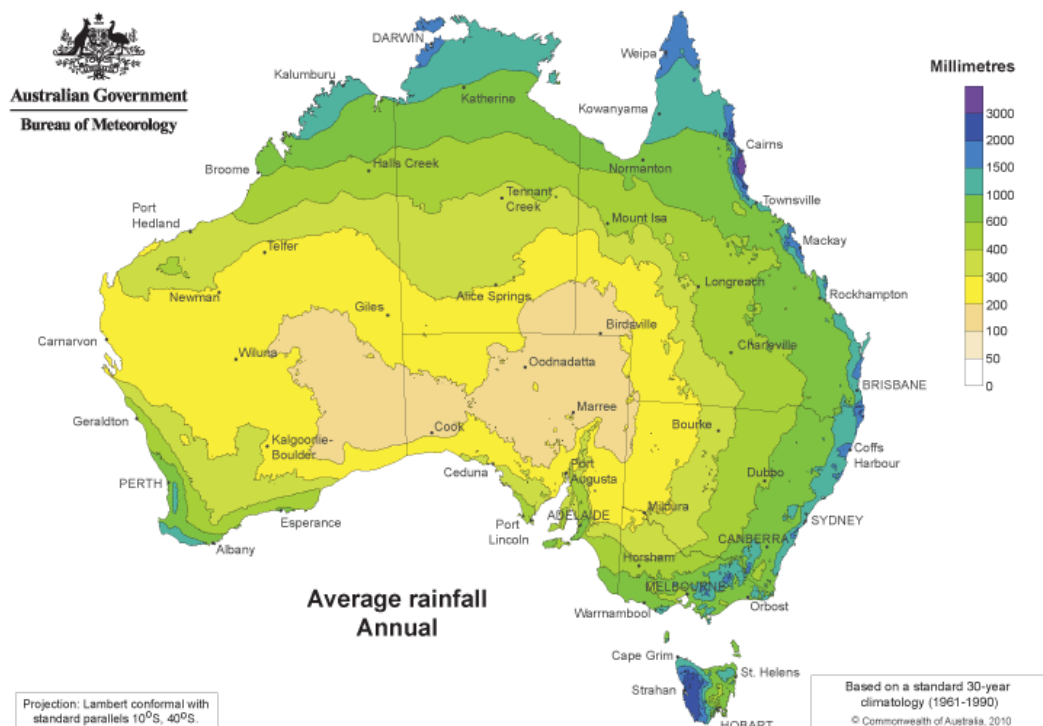 Australian Government
Bureau of Meteorology
Millimetres
3000
2000
1500
1000
600
400
300
200
100
50
0
DARWIN
Weipa
Kalumburu
Katherine
Kowanyama
Cairns
Broome
Halls Creek
Normanton
Tennant
Creek
Townsville
Port
Hedland
Mount Isa
Mackay
Telfer
Newman
Alice Springs
Longreach
Rockhampton
Giles
Birdsville
Carnarvon
Wiluna
Oodnadatta
Charleville
BRISBANE
Geraldton
Marree
Cook
Bourke
Kalgoorlie-
Boulder
Ceduna
Coffs
Harbour
Port
Augusta
Dubbo
PERTH
Mildura
Port
Lincoln
ADELAIDE
SYDNEY
Esperance
Albany
CANBERRA
Horsham
MELBOURNE
Orbost
Warrnambool
Average rainfall
Annual
Cape Grim
St. Helens
Strahan
HOBART
Projection: Lambert conformal with
standard parallels 10°S, 40°S.
Based on a standard 30-year
climatology (1961-1990)
© Commonwealth of Australia, 2010